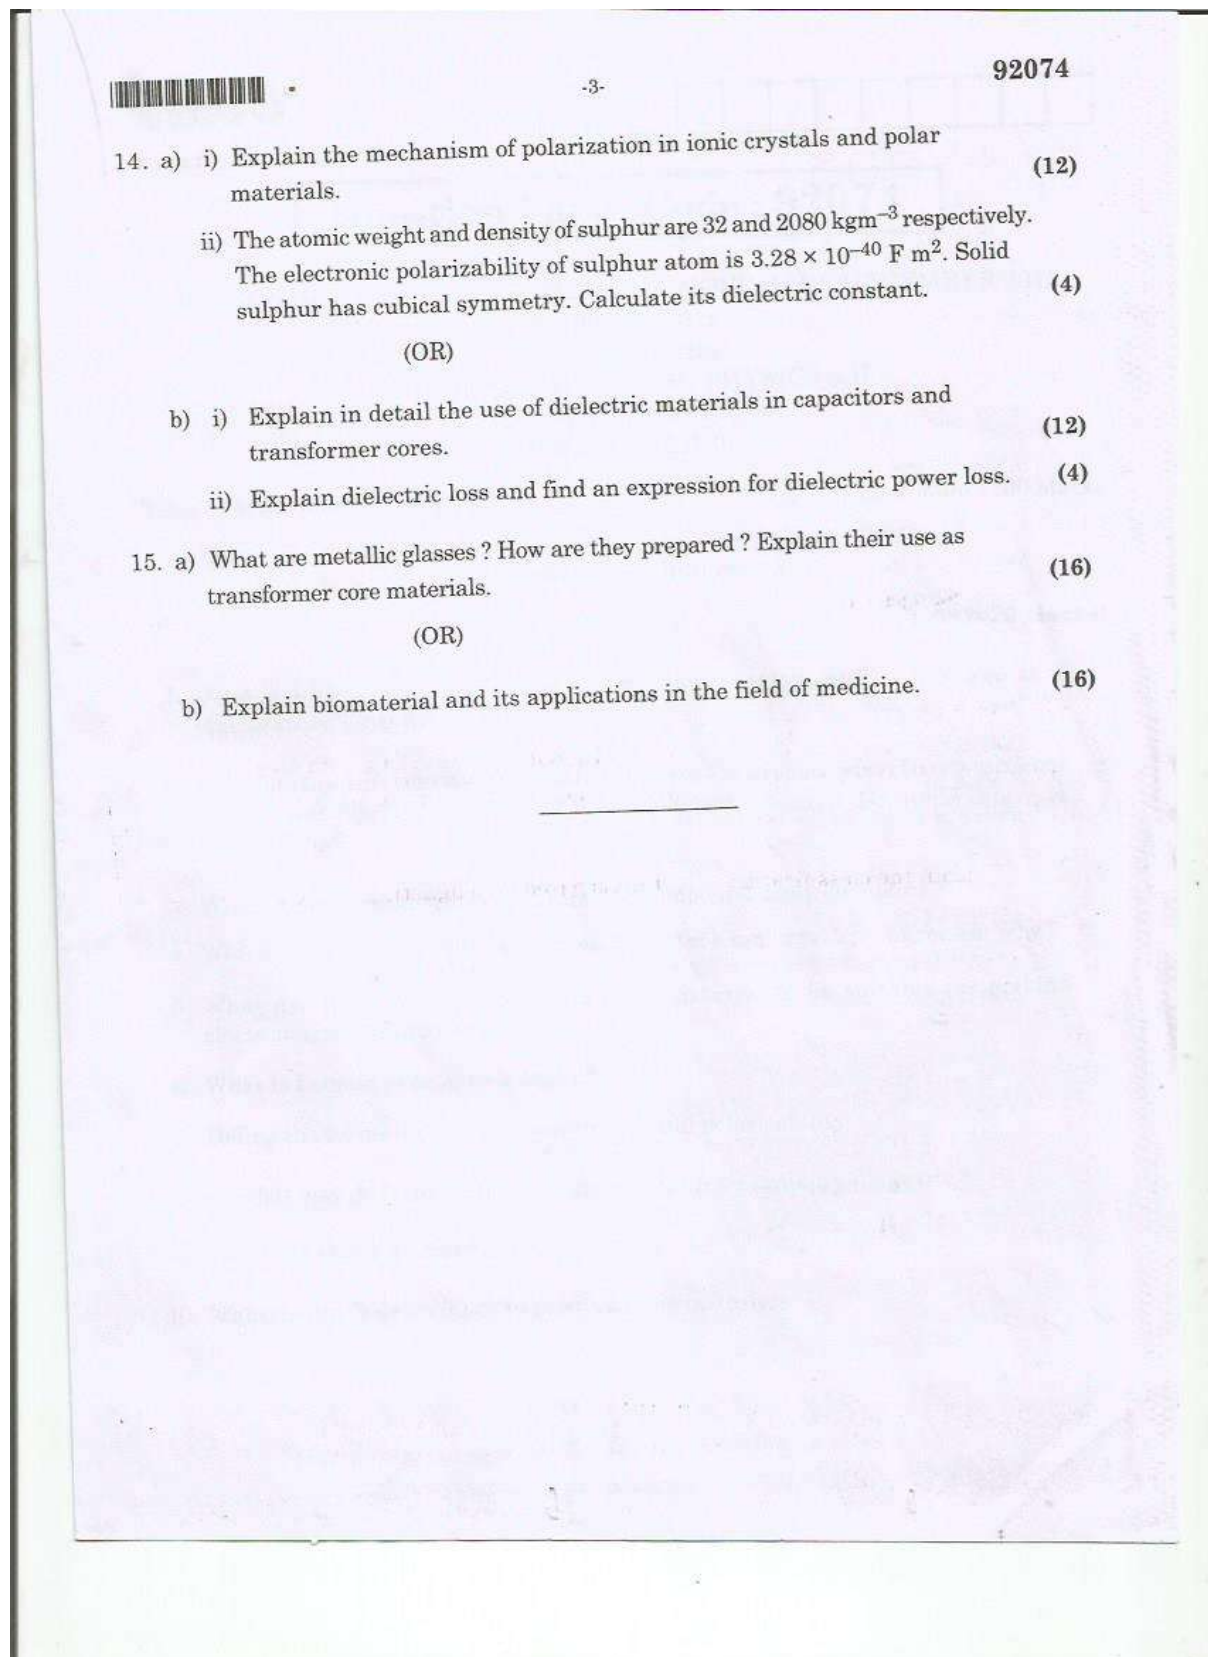 92074
-3-
14. a) i) Explain the mechanism of polarization in ionic crystals and polar
materials. (12)
ii) The atomic weight and density of sulphur are 32 and 2080 kgm⁻³ respectively.
The electronic polarizability of sulphur atom is 3.28 × 10⁻⁴⁰ F m². Solid
sulphur has cubical symmetry. Calculate its dielectric constant. (4)
(OR)
b) i) Explain in detail the use of dielectric materials in capacitors and
transformer cores. (12)
ii) Explain dielectric loss and find an expression for dielectric power loss. (4)
15. a) What are metallic glasses ? How are they prepared ? Explain their use as
transformer core materials. (16)
(OR)
b) Explain biomaterial and its applications in the field of medicine. (16)